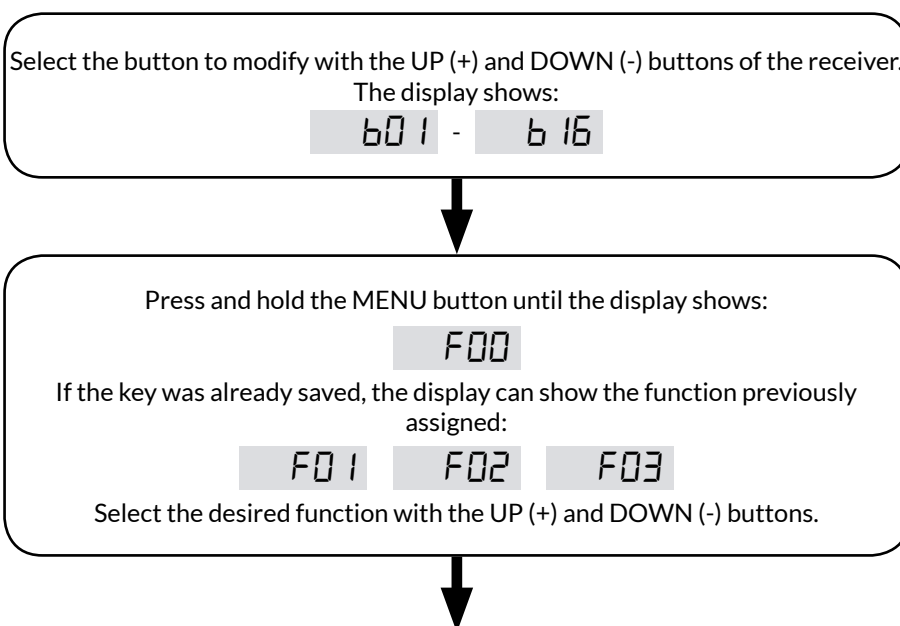 Select the button to modify with the UP (+) and DOWN (-) buttons of the receiver.
The display shows:
b01 - b16
Press and hold the MENU button until the display shows:
F00
If the key was already saved, the display can show the function previously
assigned:
F01 F02 F03
Select the desired function with the UP (+) and DOWN (-) buttons.